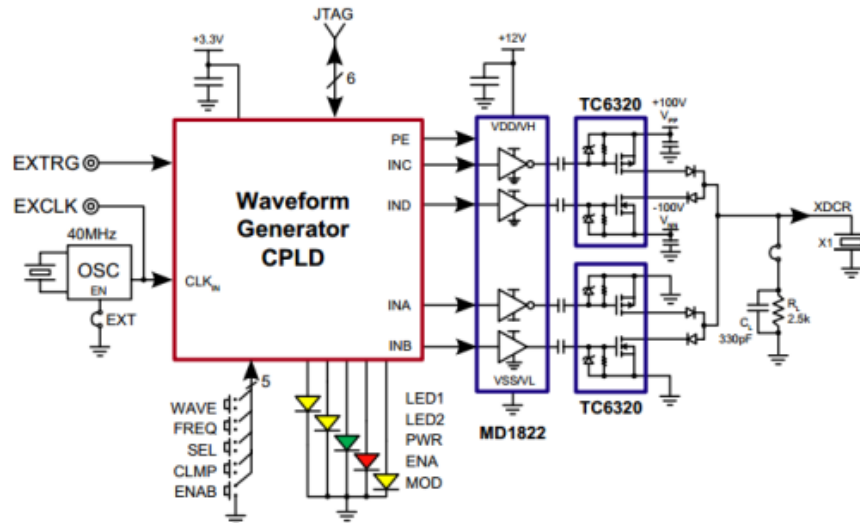 JTAG
+3.3V
6
+12V
TC6320
+100V
VPP
VDD/VH
PE
INC
IND
INA
INB
EXTRG
EXCLK
40MHz
OSC
EN
EXT
CLKIN
Waveform
Generator
CPLD
-100V
XDCR
X1
RL
2.5k
CL
330pF
VSS/VL
MD1822
TC6320
5
WAVE
FREQ
SEL
CLMP
ENAB
LED1
LED2
PWR
ENA
MOD